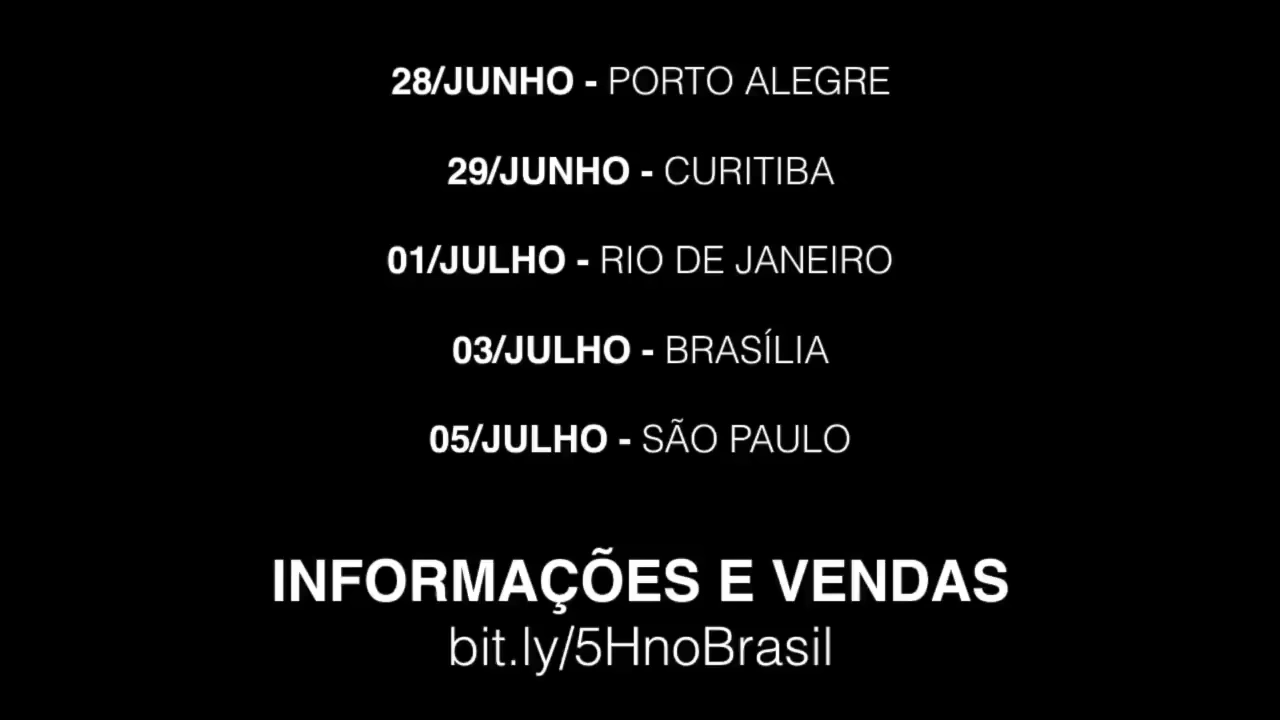 28/JUNHO - PORTO ALEGRE
29/JUNHO - CURITIBA
01/JULHO - RIO DE JANEIRO
03/JULHO - BRASÍLIA
05/JULHO - SÃO PAULO
INFORMAÇÕES E VENDAS
bit.ly/5HnoBrasil